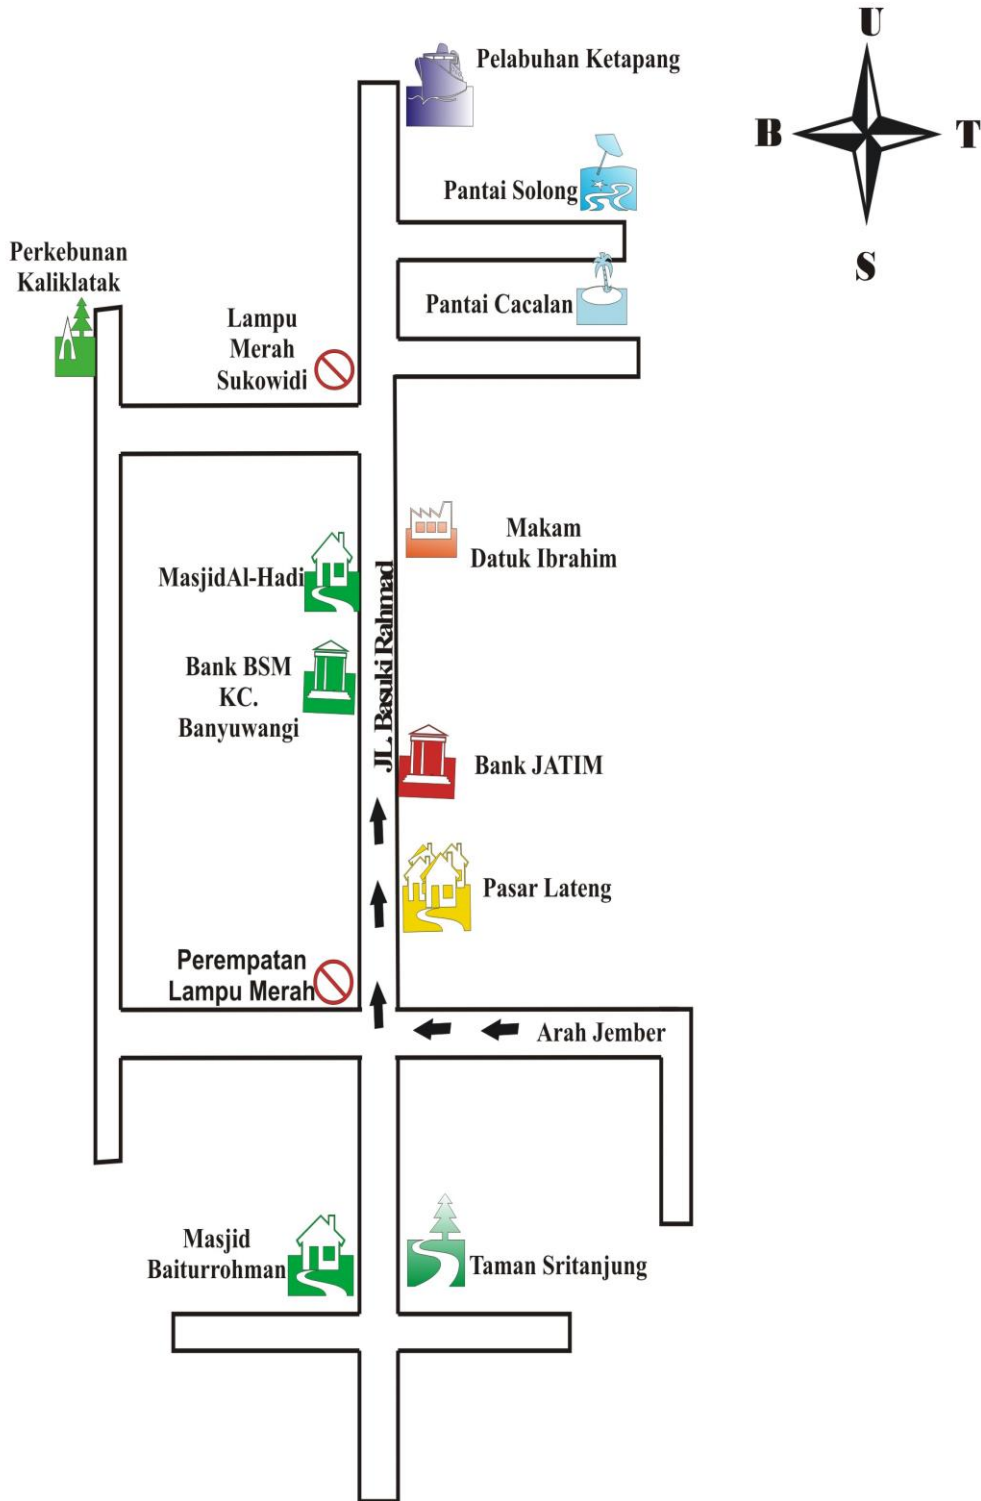 U
Pelabuhan Ketapang
B
T
Pantai Solong
S
Perkebunan
Kaliklatak
Pantai Cacalan
Lampu
Merah
Sukowidi
Makam
Datuk Ibrahim
MasjidAl-Hadi
JL. Basuki Rahmad
Bank BSM
KC.
Banyuwangi
Bank JATIM
Pasar Lateng
Perempatan
Lampu Merah
Arah Jember
Masjid
Baiturrohman
Taman Sritanjung